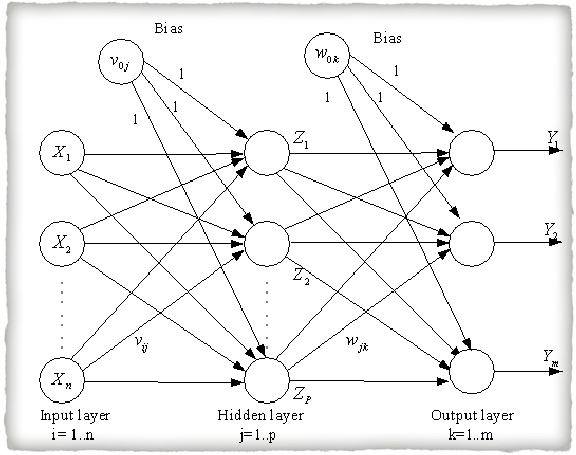 Bias
Bias
v0j
w0k
1
1
1
1
1
1
X1
Z1
Y1
X2
Z2
Y2
vij
wjk
Xn
Zp
Ym
Input layer
Hidden layer
Output layer
i= 1..n
j=1..p
k=1..m